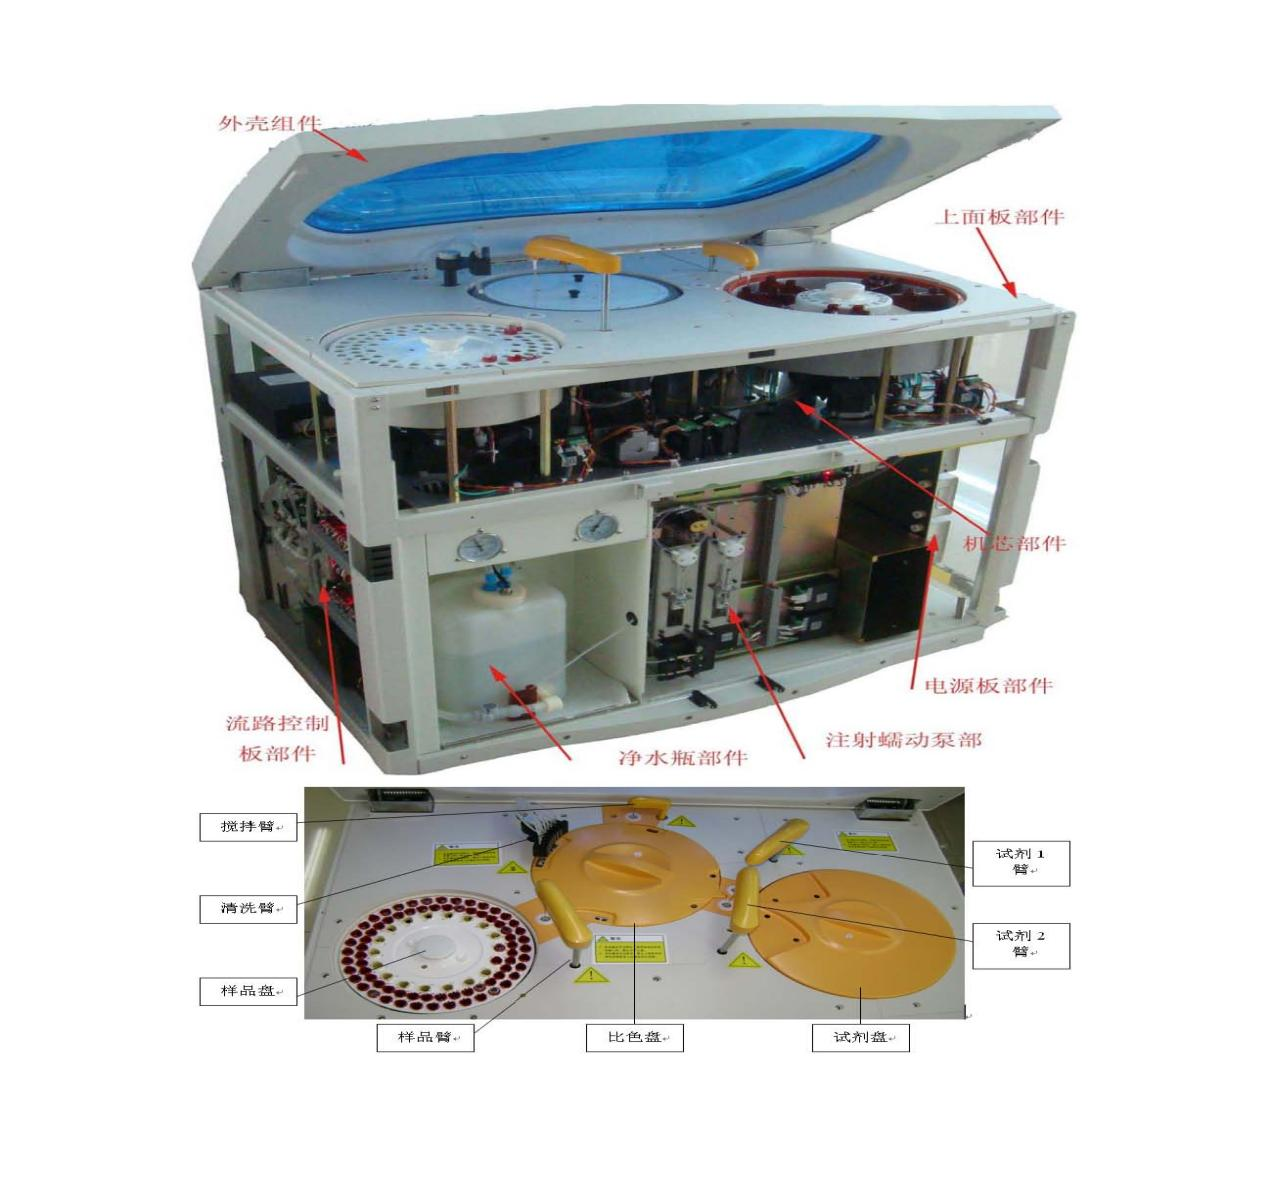 外壳组件
上面板部件
机芯部件
电源板部件
流路控制
板部件
注射蠕动泵部
净水瓶部件
搅拌臂
试剂 1
臂
清洗臂
试剂 2
臂
样品盘
样品臂
比色盘
试剂盘